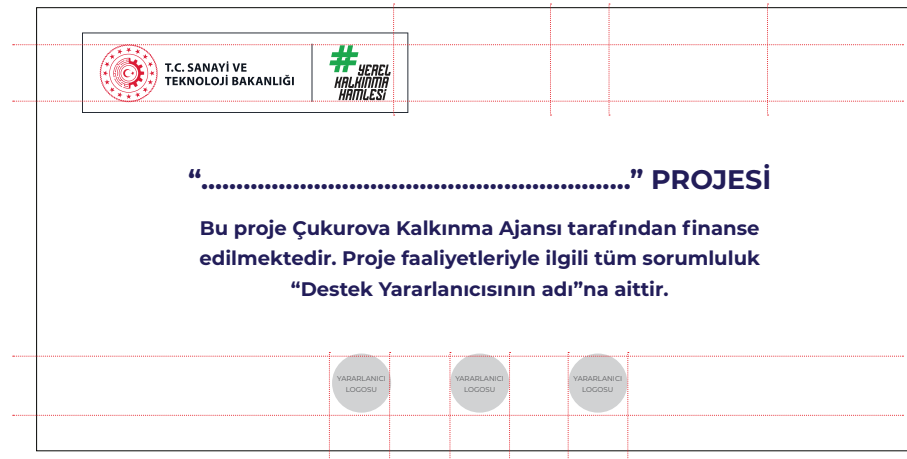 T.C. SANAYİ VE
TEKNOLOJİ BAKANLIĞI
#YEREL
KALKINMA
HAMLESİ
“.............................................................” PROJESİ
Bu proje Çukurova Kalkınma Ajansı tarafından finanse
edilmektedir. Proje faaliyetleriyle ilgili tüm sorumluluk
“Destek Yararlanıcısının adı”na aittir.
YARARLANICI
LOGOSU
YARARLANICI
LOGOSU
YARARLANICI
LOGOSU